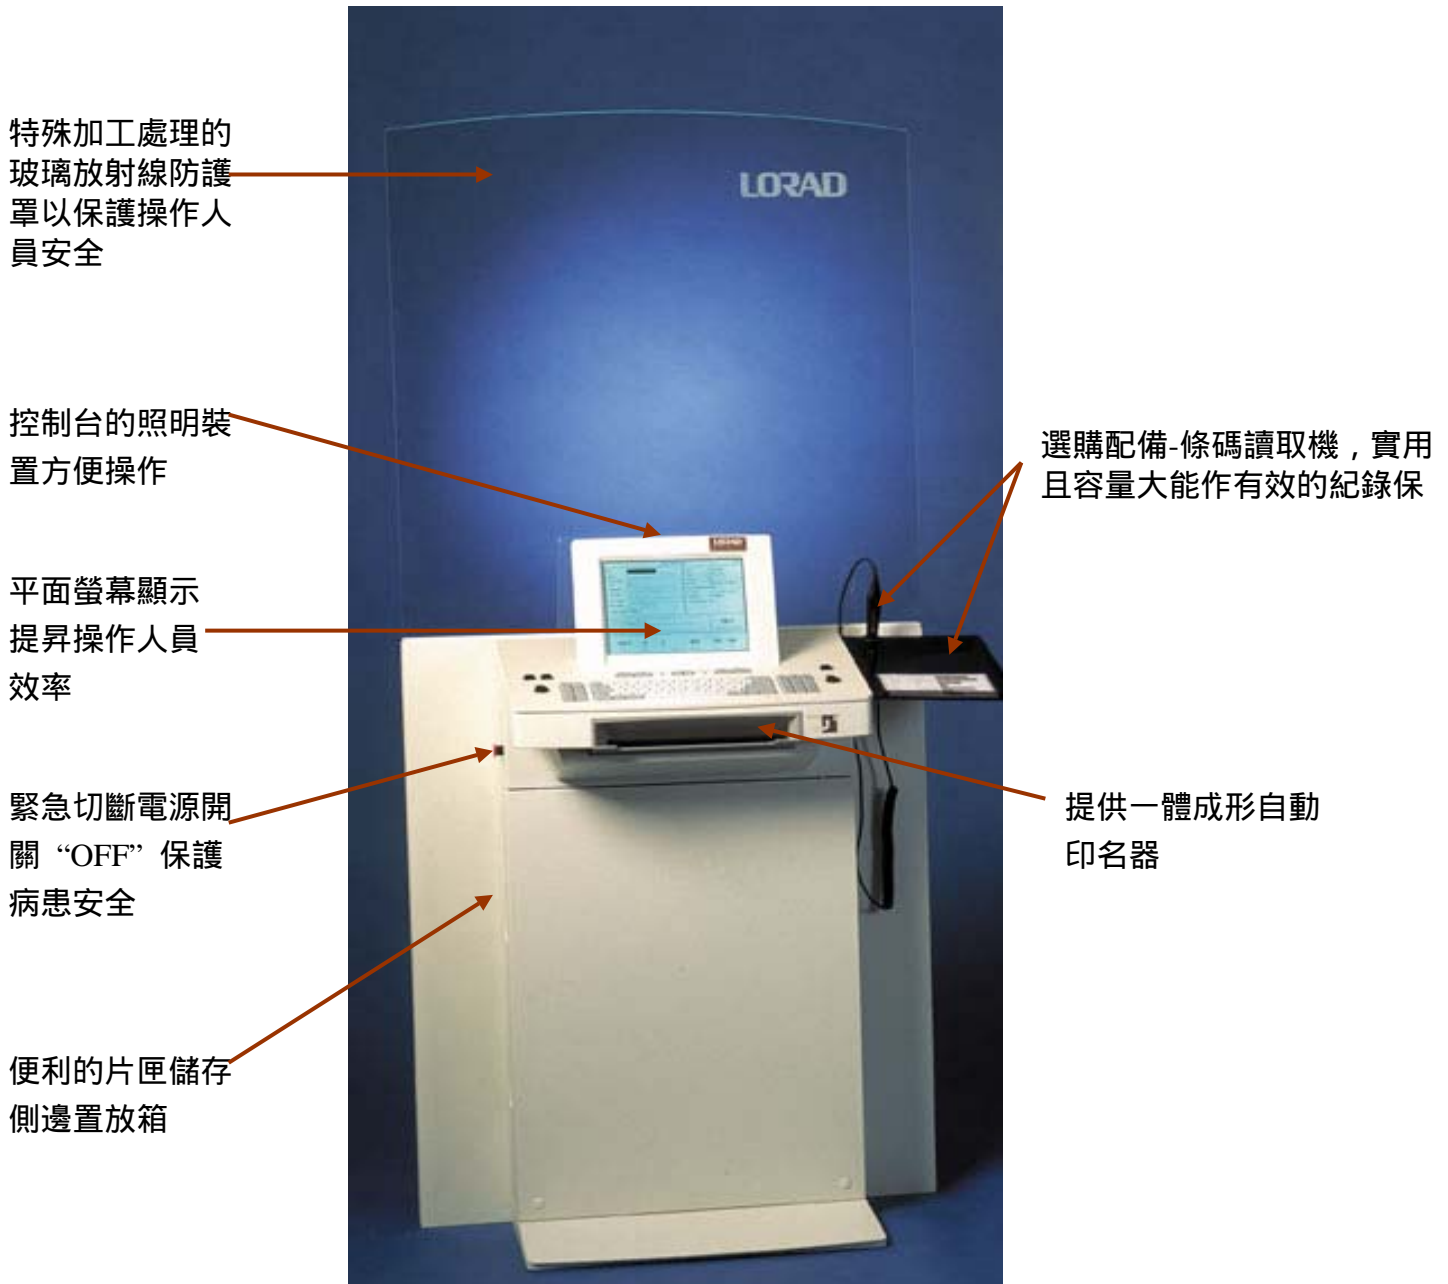 特殊加工處理的
玻璃放射線防護
罩以保護操作人
員安全
LORAD
控制台的照明裝
置方便操作
選購配備-條碼讀取機，實用
且容量大能作有效的紀錄保
平面螢幕顯示
提昇操作人員
效率
緊急切斷電源開
關 “OFF” 保護
病患安全
提供一體成形自動
印名器
便利的片匣儲存
側邊置放箱